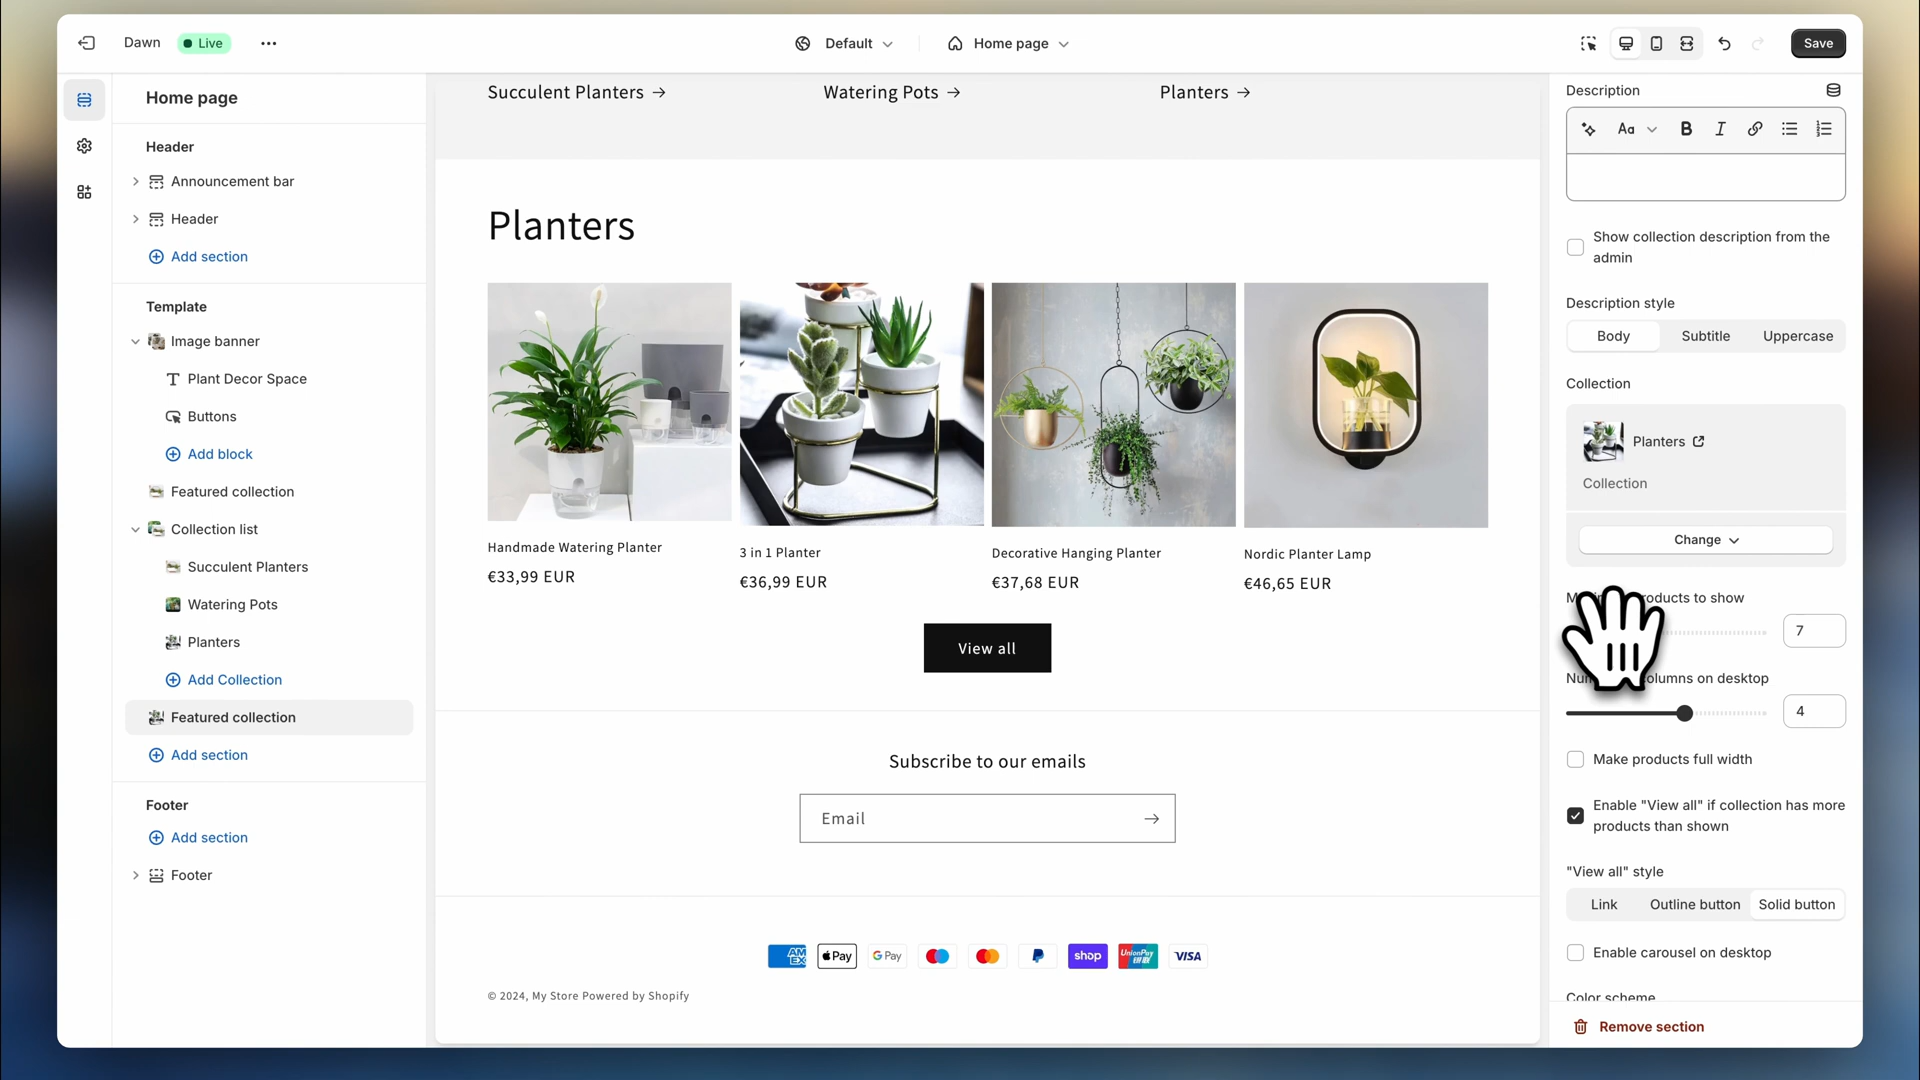 Dawn
Live
Default
Home page
Save
Home page
Header
Announcement bar
Header
Add section
Template
Image banner
Plant Decor Space
Buttons
Add block
Featured collection
Collection list
Succulent Planters
Watering Pots
Planters
Add Collection
Featured collection
Add section
Footer
Add section
Footer
Succulent Planters →
Watering Pots →
Planters →
Planters
Handmade Watering Planter
€33,99 EUR
3 in 1 Planter
€36,99 EUR
Decorative Hanging Planter
€37,68 EUR
Nordic Planter Lamp
€46,65 EUR
View all
Subscribe to our emails
Email
AMEX
Pay
G Pay
shop
UnionPay
VISA
© 2024, My Store Powered by Shopify
Description
Aa
B
I
Show collection description from the
admin
Description style
Body
Subtitle
Uppercase
Collection
Planters
Collection
Change
to show
7
on desktop
4
Make products full width
Enable "View all" if collection has more
products than shown
"View all" style
Link
Outline button
Solid button
Enable carousel on desktop
Color scheme
Remove section